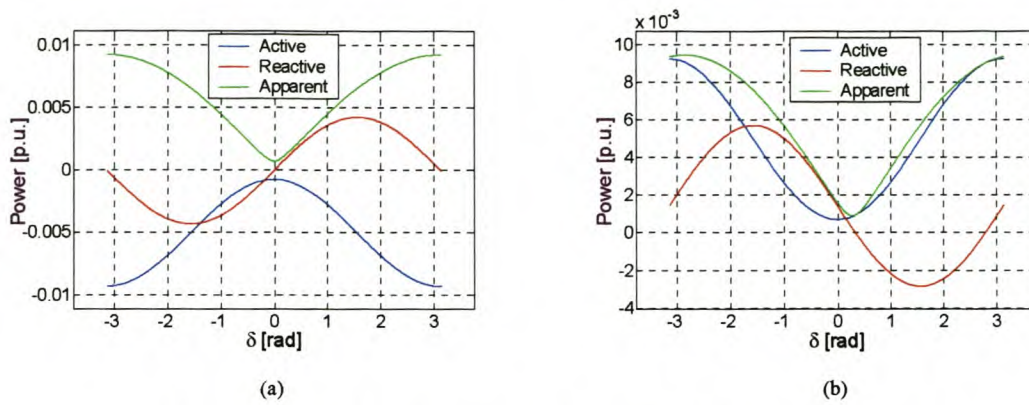 0.01
0.005
0
-0.005
-0.01
Power [p.u.]
Active
Reactive
Apparent
-3 -2 -1 0 1 2 3
δ [rad]
(a)
x 10⁻³
10
8
6
4
2
0
-2
-4
Power [p.u.]
Active
Reactive
Apparent
-3 -2 -1 0 1 2 3
δ [rad]
(b)